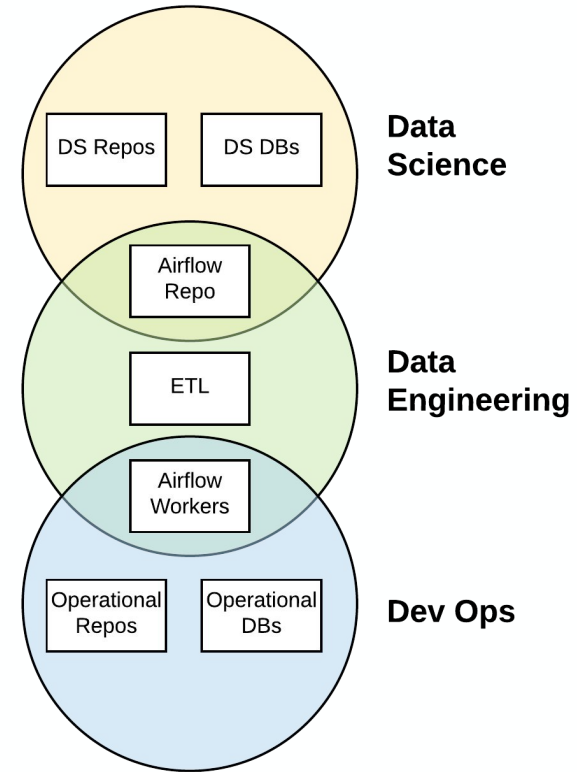 Data
Science
DS Repos
DS DBs
Airflow
Repo
Data
Engineering
ETL
Airflow
Workers
Operational
Repos
Operational
DBs
Dev Ops